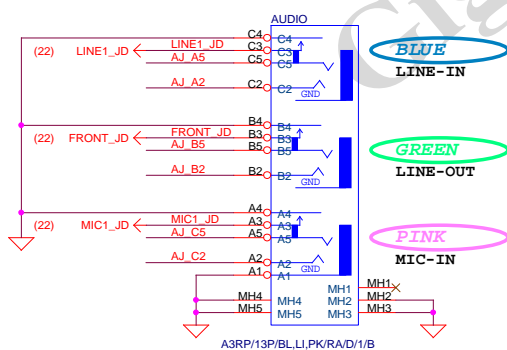 AUDIO
C4 C4
(22) LINE1_JD LINE1_JD C3 C3
AJ_A5 C5 C5
AJ_A2 C2 C2
GND
BLUE
LINE-IN
B4 B4
(22) FRONT_JD FRONT_JD B3 B3
AJ_B5 B5 B5
AJ_B2 B2 B2
GND
GREEN
LINE-OUT
A4 A4
(22) MIC1_JD MIC1_JD A3 A3
AJ_C5 A5 A5
AJ_C2 A2 A2
GND
A1 A1
PINK
MIC-IN
MH1 MH1
MH4 MH4 MH2 MH2
MH5 MH5 MH3 MH3
A3RP/13P/BL,LI,PK/RA/D/1/B